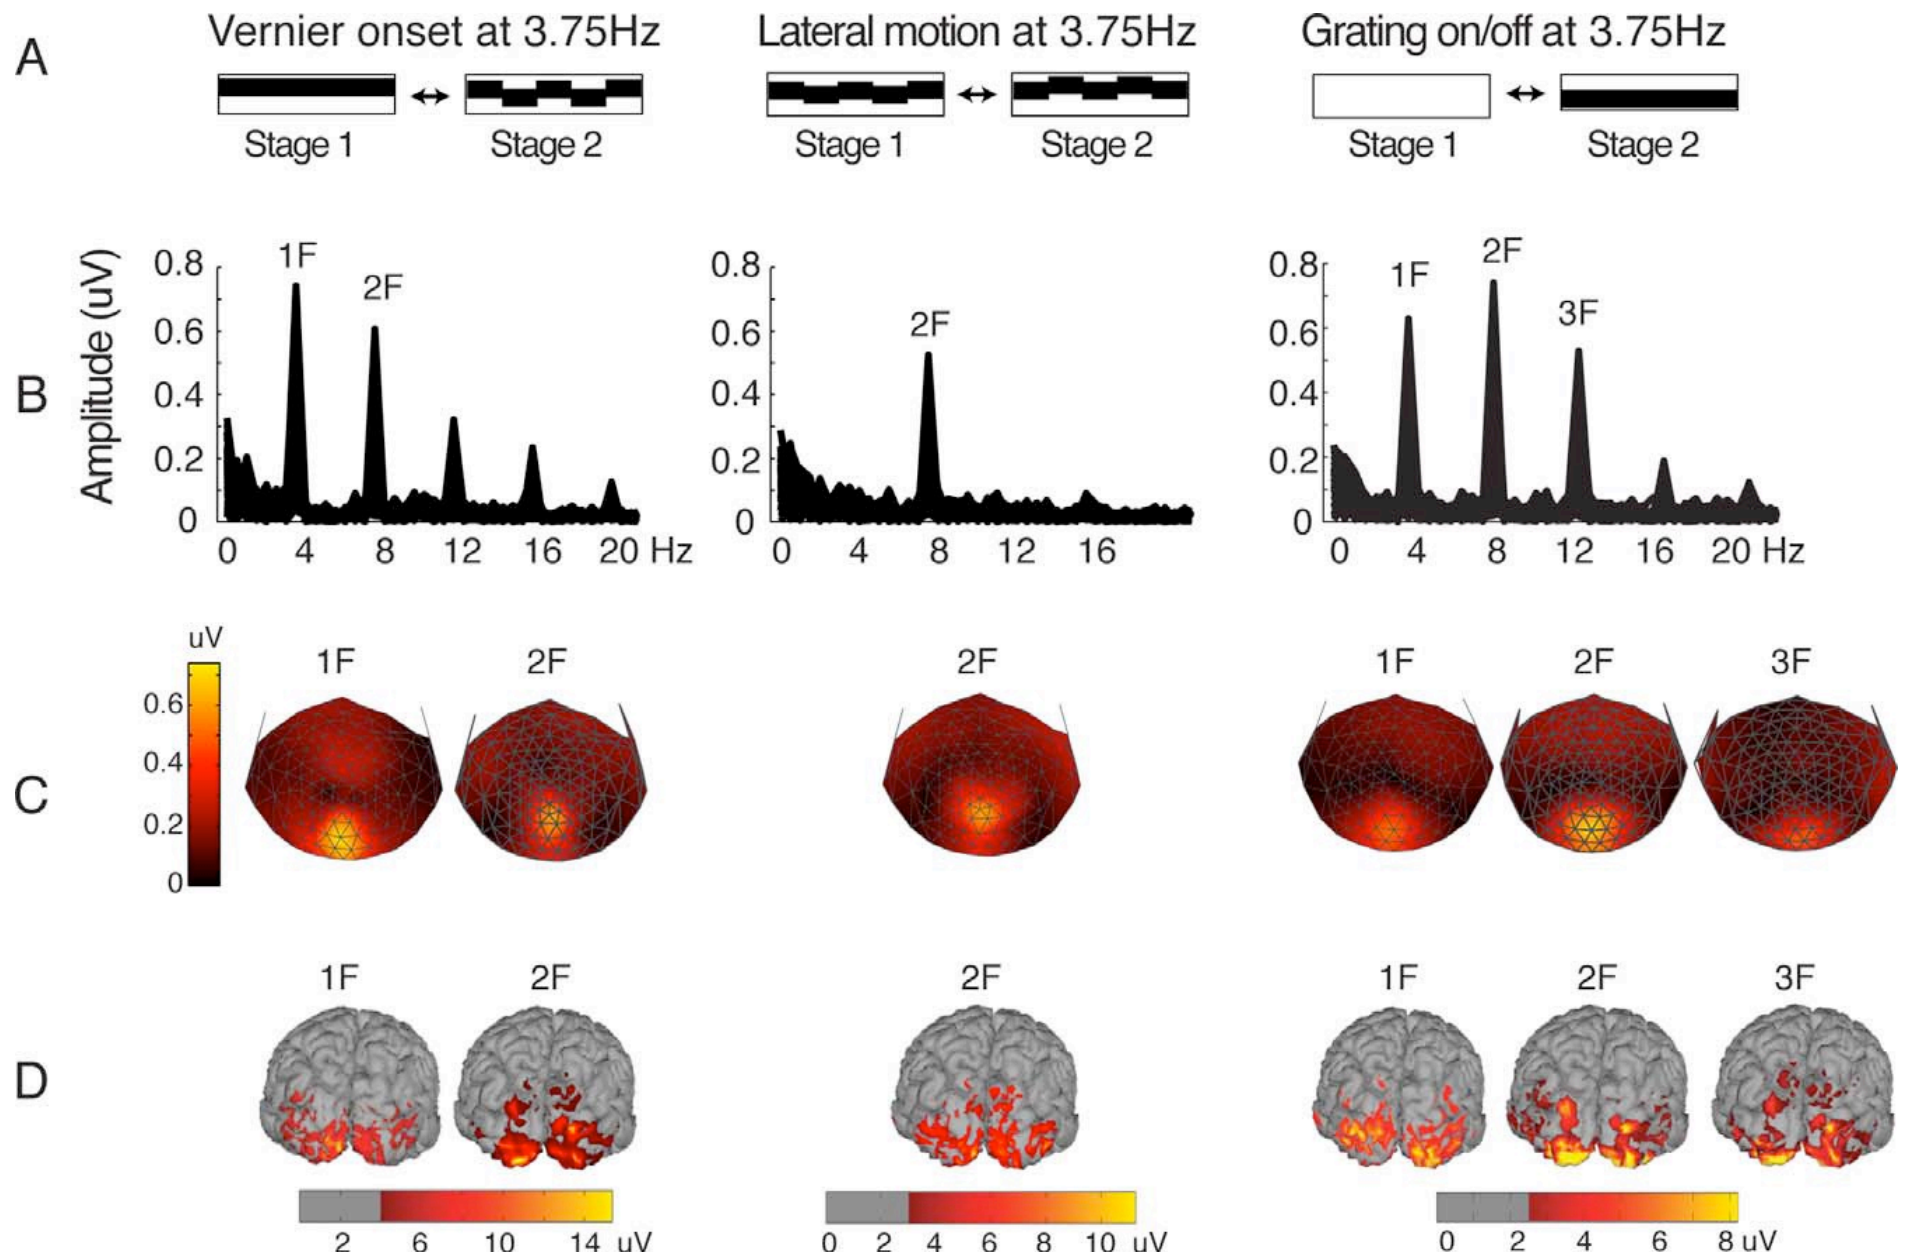 A
Vernier onset at 3.75Hz Lateral motion at 3.75Hz Grating on/off at 3.75Hz
Stage 1 Stage 2 Stage 1 Stage 2 Stage 1 Stage 2
B
Amplitude (uV)
0.8
0.6
0.4
0.2
0
1F
2F
0 4 8 12 16 20 Hz
0.8
0.6
0.4
0.2
0
2F
0 4 8 12 16
0.8
0.6
0.4
0.2
0
1F
2F
3F
0 4 8 12 16 20 Hz
C
uV
0.6
0.4
0.2
0
1F 2F 2F 1F 2F 3F
D
1F 2F 2F 1F 2F 3F
2 6 10 14 uV
0 2 4 6 8 10 uV
0 2 4 6 8 uV